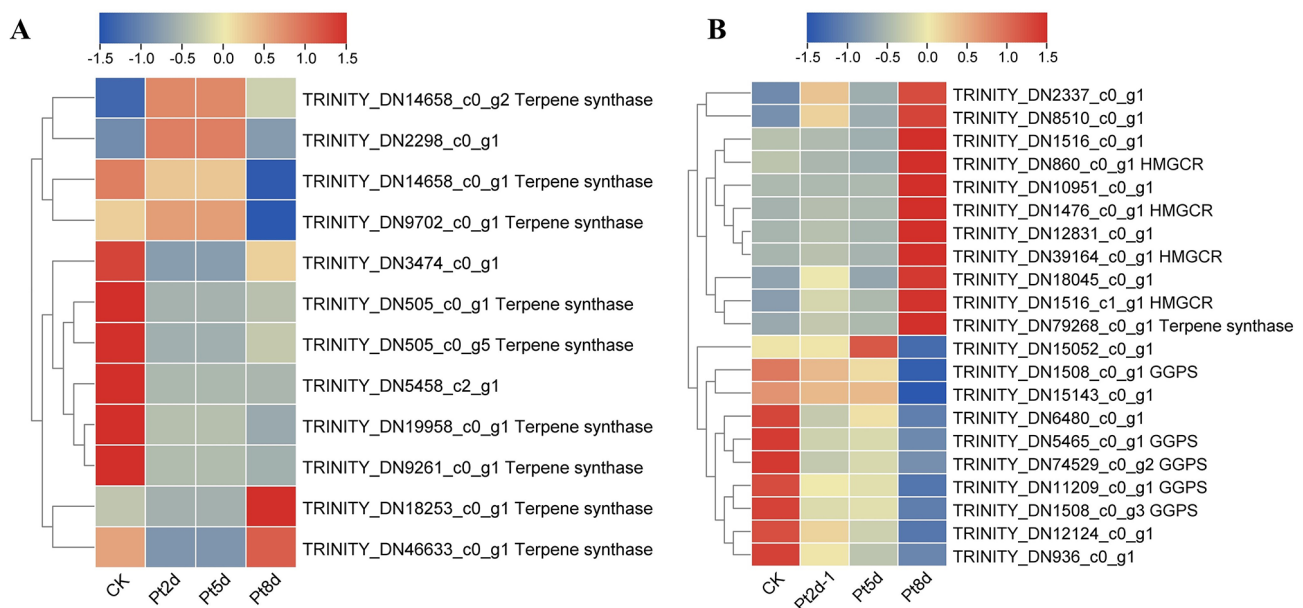 A
-1.5 -1.0 -0.5 0.0 0.5 1.0 1.5
TRINITY_DN14658_c0_g2 Terpene synthase
TRINITY_DN2298_c0_g1
TRINITY_DN14658_c0_g1 Terpene synthase
TRINITY_DN9702_c0_g1 Terpene synthase
TRINITY_DN3474_c0_g1
TRINITY_DN505_c0_g1 Terpene synthase
TRINITY_DN505_c0_g5 Terpene synthase
TRINITY_DN5458_c2_g1
TRINITY_DN19958_c0_g1 Terpene synthase
TRINITY_DN9261_c0_g1 Terpene synthase
TRINITY_DN18253_c0_g1 Terpene synthase
TRINITY_DN46633_c0_g1 Terpene synthase
CK Pt2d Pt5d Pt8d
B
-1.5 -1.0 -0.5 0.0 0.5 1.0 1.5
TRINITY_DN2337_c0_g1
TRINITY_DN8510_c0_g1
TRINITY_DN1516_c0_g1
TRINITY_DN860_c0_g1 HMGCR
TRINITY_DN10951_c0_g1
TRINITY_DN1476_c0_g1 HMGCR
TRINITY_DN12831_c0_g1
TRINITY_DN39164_c0_g1 HMGCR
TRINITY_DN18045_c0_g1
TRINITY_DN1516_c1_g1 HMGCR
TRINITY_DN79268_c0_g1 Terpene synthase
TRINITY_DN15052_c0_g1
TRINITY_DN1508_c0_g1 GGPS
TRINITY_DN15143_c0_g1
TRINITY_DN6480_c0_g1
TRINITY_DN5465_c0_g1 GGPS
TRINITY_DN74529_c0_g2 GGPS
TRINITY_DN11209_c0_g1 GGPS
TRINITY_DN1508_c0_g3 GGPS
TRINITY_DN12124_c0_g1
TRINITY_DN936_c0_g1
CK Pt2d-1 Pt5d Pt8d